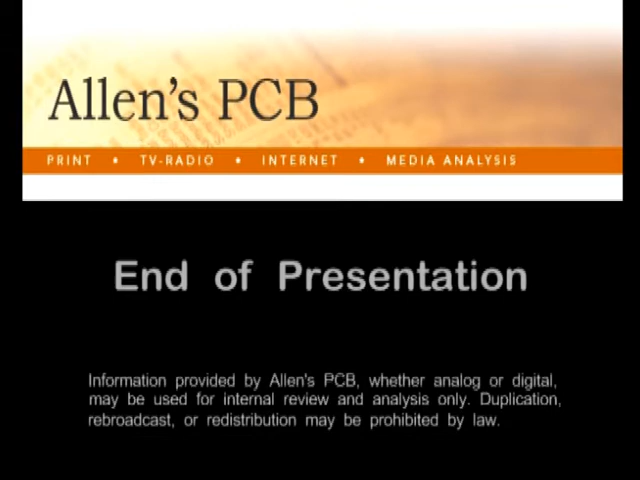 Allen's PCB
PRINT • TV-RADIO • INTERNET • MEDIA ANALYSIS
End of Presentation
Information provided by Allen's PCB, whether analog or digital,
may be used for internal review and analysis only. Duplication,
rebroadcast, or redistribution may be prohibited by law.